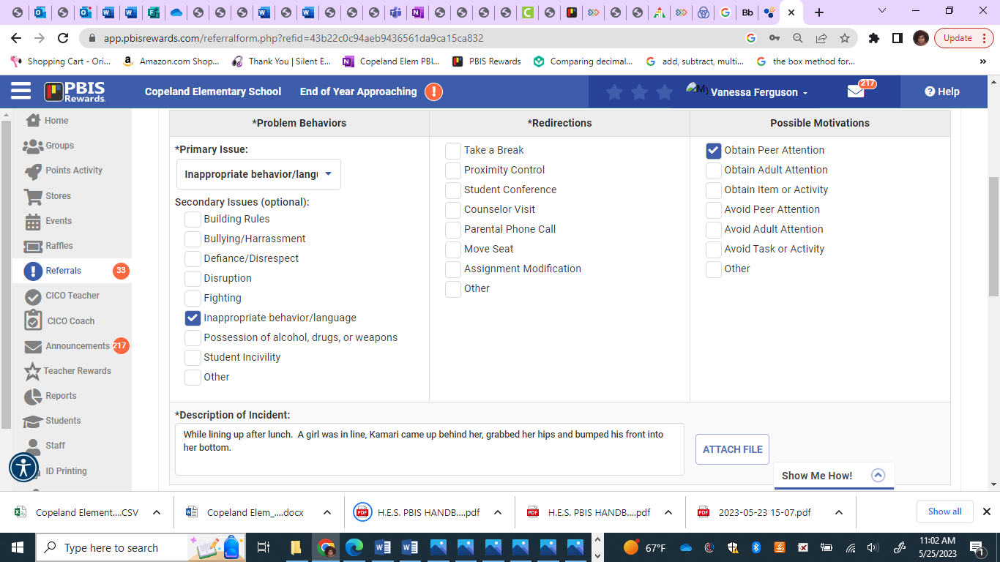 Bb
app.pbisrewards.com/referralform.php?refid=43b22c0c94aeb9436561da9ca15ca832
Update
Shopping Cart - Ori...
Amazon.com Shop...
Thank You | Silent E...
Copeland Elem PBI...
PBIS Rewards
Comparing decimal...
add, subtract, multi...
the box method for...
»
PBIS Rewards
Copeland Elementary School
End of Year Approaching
Vanessa Ferguson
217
Help
Home
Groups
Points Activity
Stores
Events
Raffles
Referrals 33
CICO Teacher
CICO Coach
Announcements 217
Teacher Rewards
Reports
Students
Staff
ID Printing
*Problem Behaviors
*Redirections
Possible Motivations
*Primary Issue:
Inappropriate behavior/langu
Secondary Issues (optional):
Building Rules
Bullying/Harrassment
Defiance/Disrespect
Disruption
Fighting
Inappropriate behavior/language
Possession of alcohol, drugs, or weapons
Student Incivility
Other
Take a Break
Proximity Control
Student Conference
Counselor Visit
Parental Phone Call
Move Seat
Assignment Modification
Other
Obtain Peer Attention
Obtain Adult Attention
Obtain Item or Activity
Avoid Peer Attention
Avoid Adult Attention
Avoid Task or Activity
Other
*Description of Incident:
While lining up after lunch. A girl was in line, Kamari came up behind her, grabbed her hips and bumped his front into
her bottom.
ATTACH FILE
Show Me How!
Copeland Element....CSV
Copeland Elem_....docx
H.E.S. PBIS HANDB....pdf
H.E.S. PBIS HANDB....pdf
2023-05-23 15-07.pdf
Show all
Type here to search
67°F
11:02 AM
5/25/2023
1